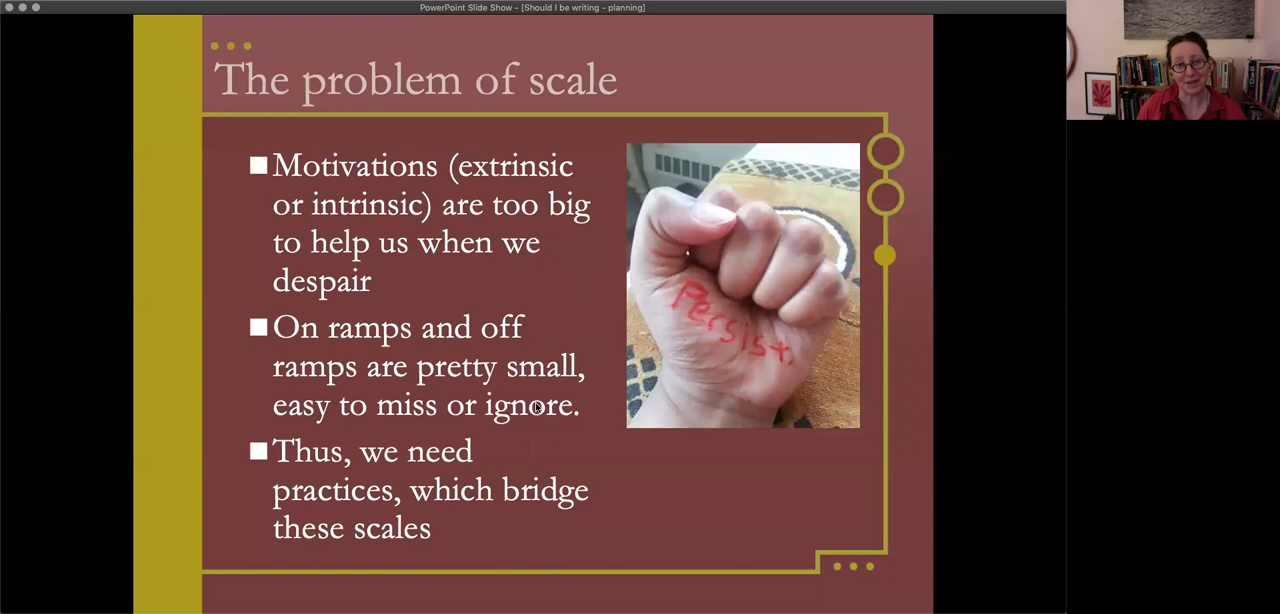 PowerPoint Slide Show - [Should I be writing - planning]
The problem of scale
Motivations (extrinsic
or intrinsic) are too big
to help us when we
despair
On ramps and off
ramps are pretty small,
easy to miss or ignore.
Thus, we need
practices, which bridge
these scales
Persist.